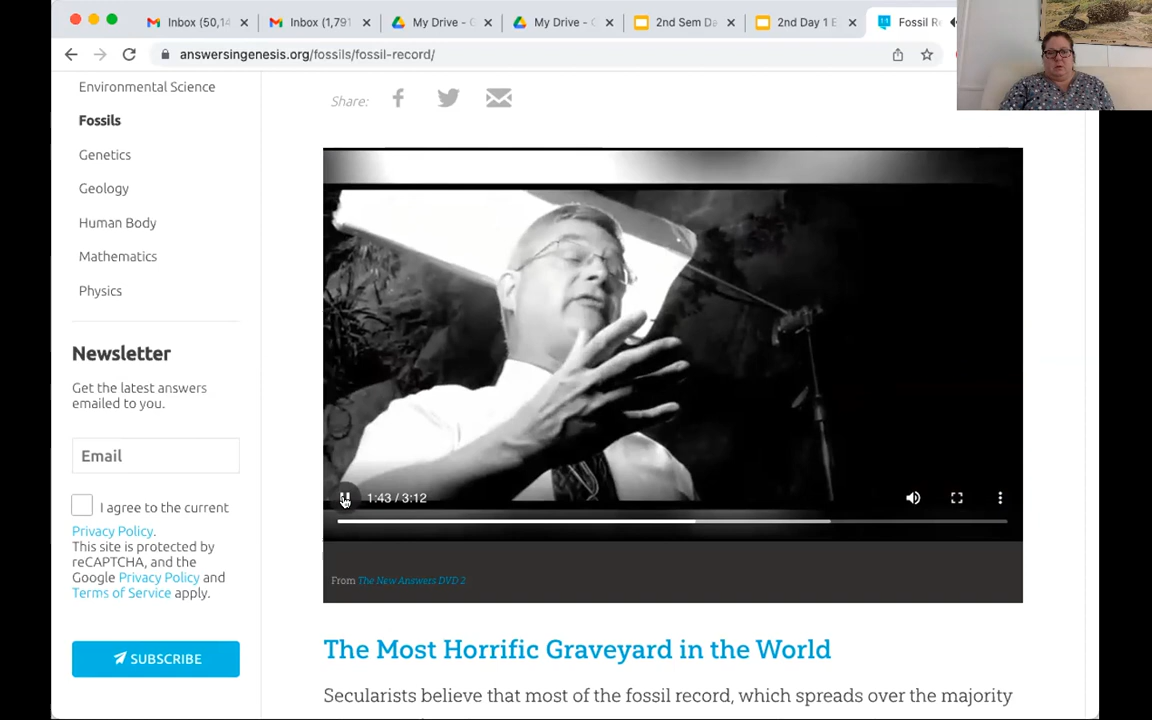 Inbox (50,14
Inbox (1,791
My Drive - G
My Drive - G
2nd Sem Da
2nd Day 1 E
Fossil Re
answersingenesis.org/fossils/fossil-record/
Environmental Science
Fossils
Genetics
Geology
Human Body
Mathematics
Physics
Newsletter
Get the latest answers
emailed to you.
Email
I agree to the current
Privacy Policy.
This site is protected by
reCAPTCHA, and the
Google Privacy Policy and
Terms of Service apply.
SUBSCRIBE
Share:
1:43 / 3:12
From The New Answers DVD 2
The Most Horrific Graveyard in the World
Secularists believe that most of the fossil record, which spreads over the majority